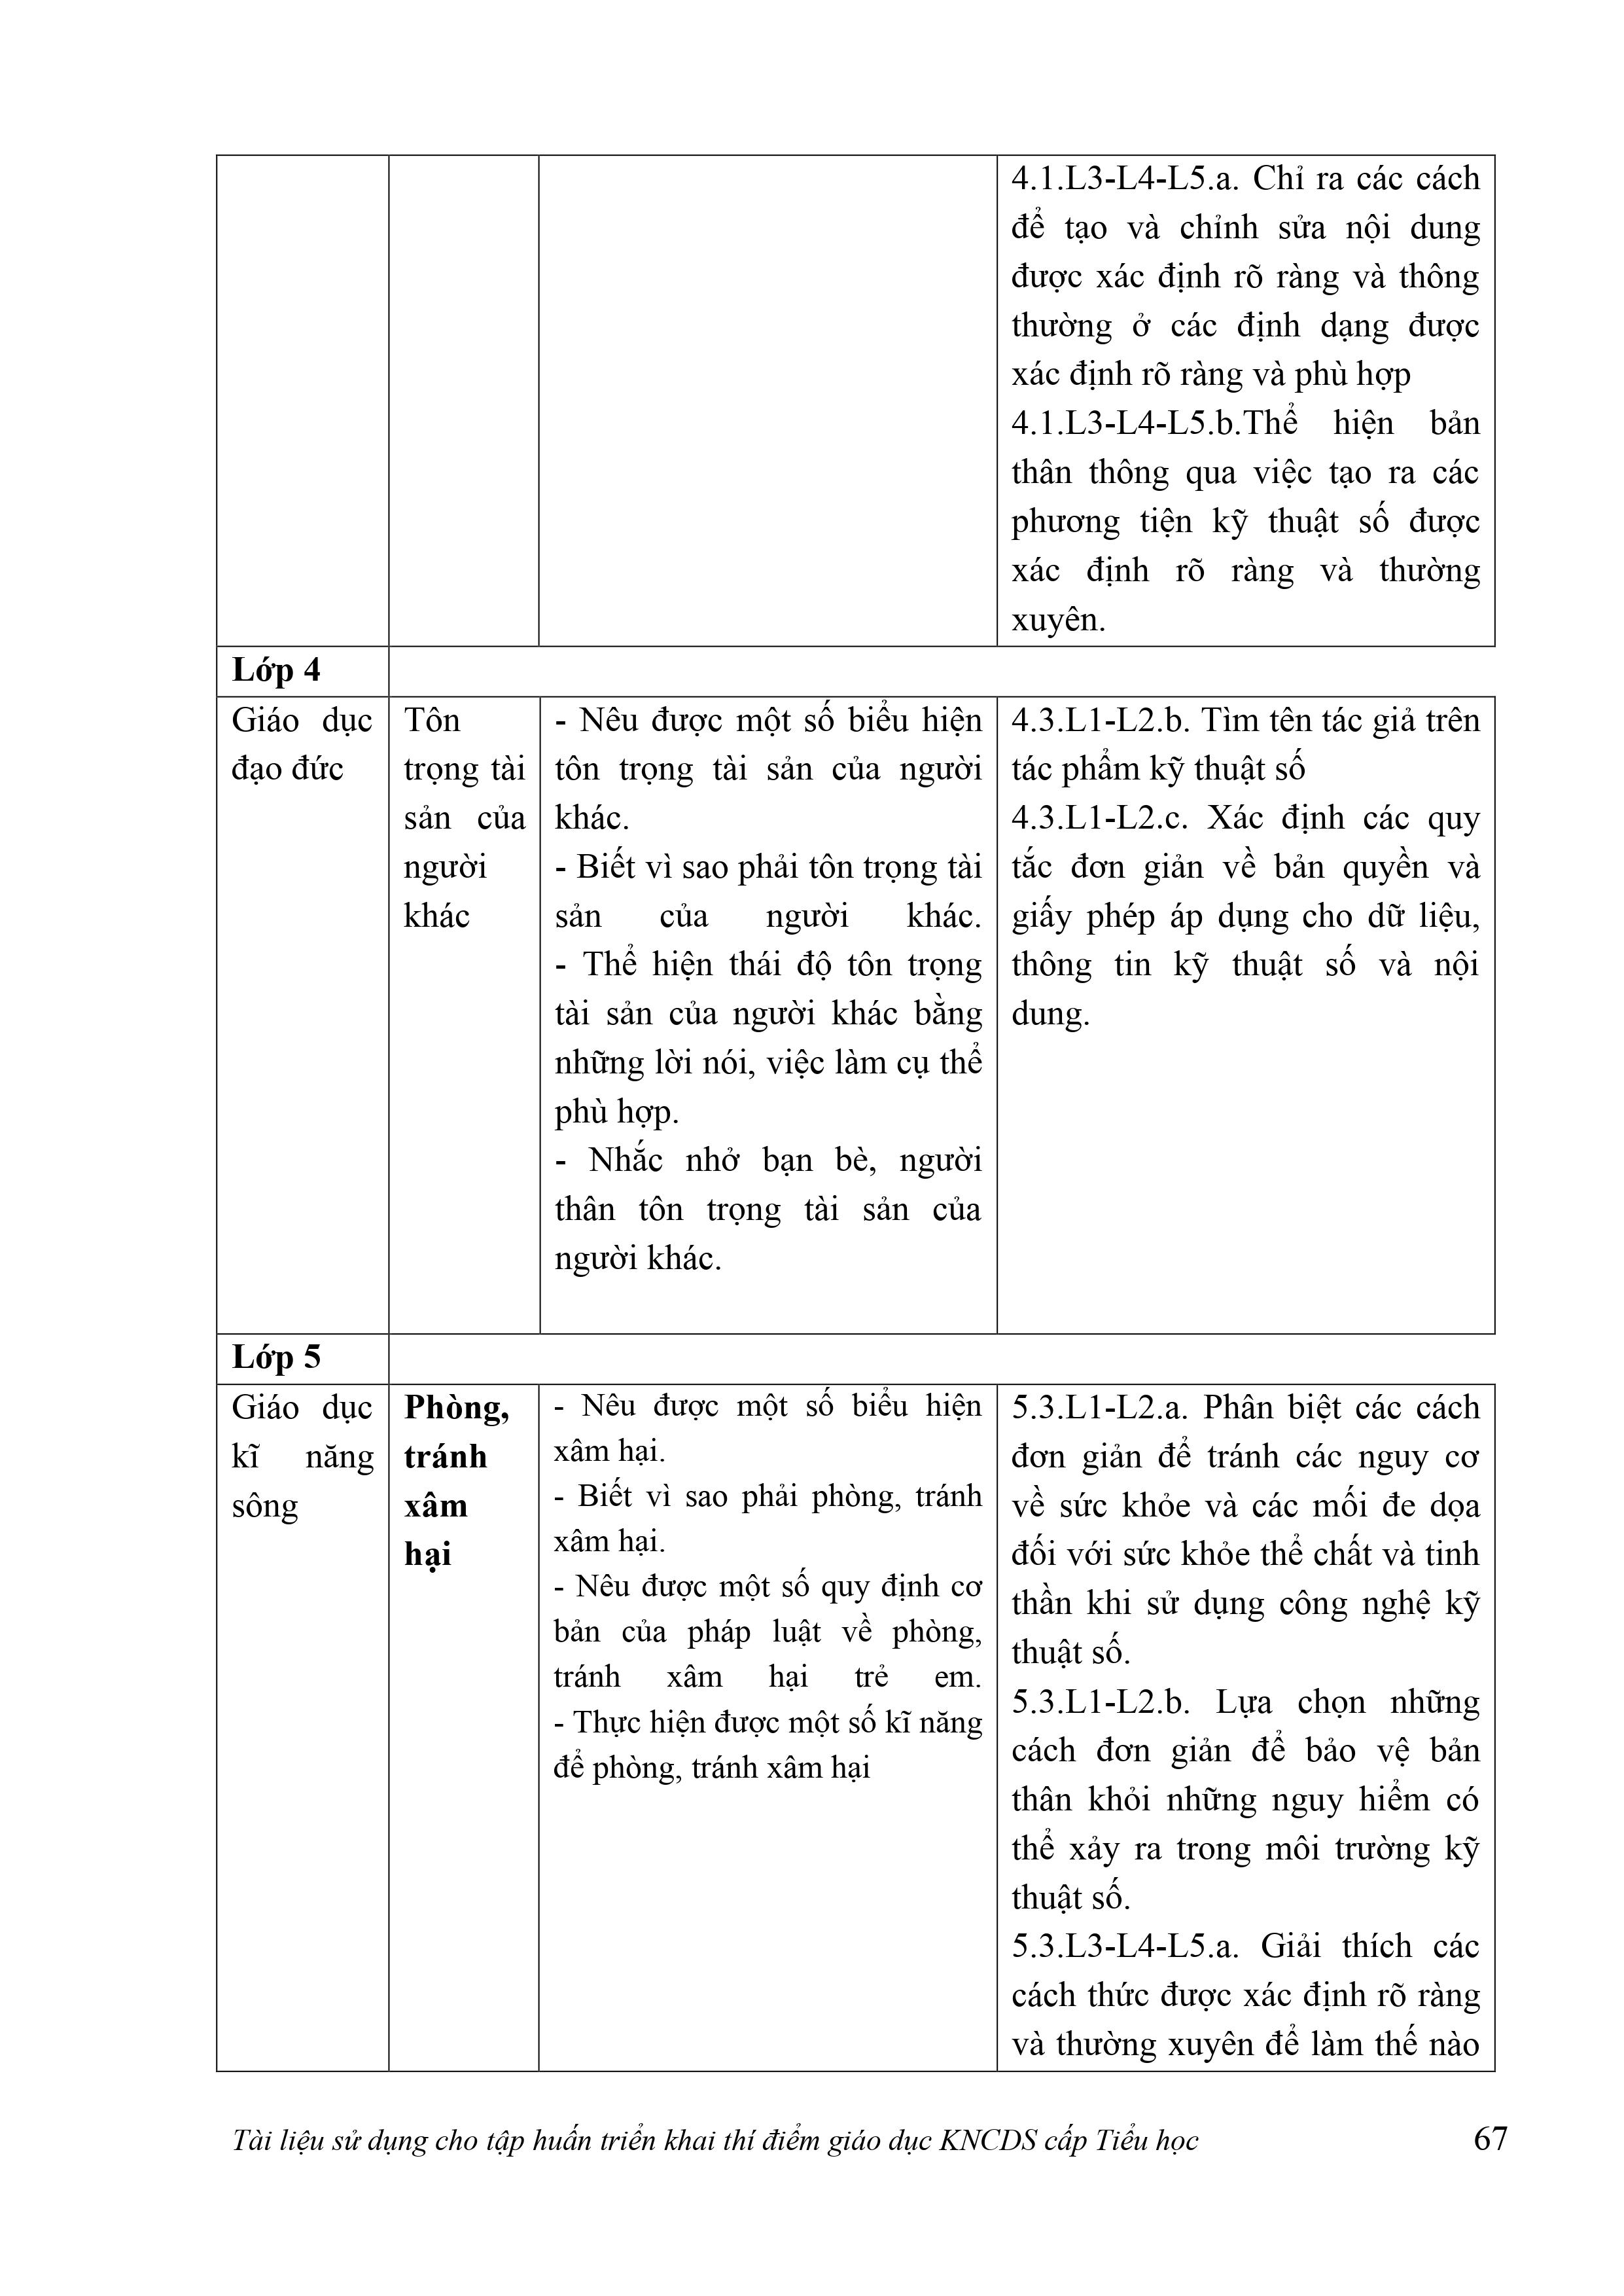 4.1.L3-L4-L5.a. Chỉ ra các cách
để tạo và chỉnh sửa nội dung
được xác định rõ ràng và thông
thường ở các định dạng được
xác định rõ ràng và phù hợp
4.1.L3-L4-L5.b.Thể hiện bản
thân thông qua việc tạo ra các
phương tiện kỹ thuật số được
xác định rõ ràng và thường
xuyên.
Lớp 4
Giáo dục
đạo đức
Tôn
trọng tài
sản của
người
khác
- Nêu được một số biểu hiện
tôn trọng tài sản của người
khác.
- Biết vì sao phải tôn trọng tài
sản của người khác.
- Thể hiện thái độ tôn trọng
tài sản của người khác bằng
những lời nói, việc làm cụ thể
phù hợp.
- Nhắc nhở bạn bè, người
thân tôn trọng tài sản của
người khác.
4.3.L1-L2.b. Tìm tên tác giả trên
tác phẩm kỹ thuật số
4.3.L1-L2.c. Xác định các quy
tắc đơn giản về bản quyền và
giấy phép áp dụng cho dữ liệu,
thông tin kỹ thuật số và nội
dung.
Lớp 5
Giáo dục
kĩ năng
sông
Phòng,
tránh
xâm
hại
- Nêu được một số biểu hiện
xâm hại.
- Biết vì sao phải phòng, tránh
xâm hại.
- Nêu được một số quy định cơ
bản của pháp luật về phòng,
tránh xâm hại trẻ em.
- Thực hiện được một số kĩ năng
để phòng, tránh xâm hại
5.3.L1-L2.a. Phân biệt các cách
đơn giản để tránh các nguy cơ
về sức khỏe và các mối đe dọa
đối với sức khỏe thể chất và tinh
thần khi sử dụng công nghệ kỹ
thuật số.
5.3.L1-L2.b. Lựa chọn những
cách đơn giản để bảo vệ bản
thân khỏi những nguy hiểm có
thể xảy ra trong môi trường kỹ
thuật số.
5.3.L3-L4-L5.a. Giải thích các
cách thức được xác định rõ ràng
và thường xuyên để làm thế nào
Tài liệu sử dụng cho tập huấn triển khai thí điểm giáo dục KNCDS cấp Tiểu học 67